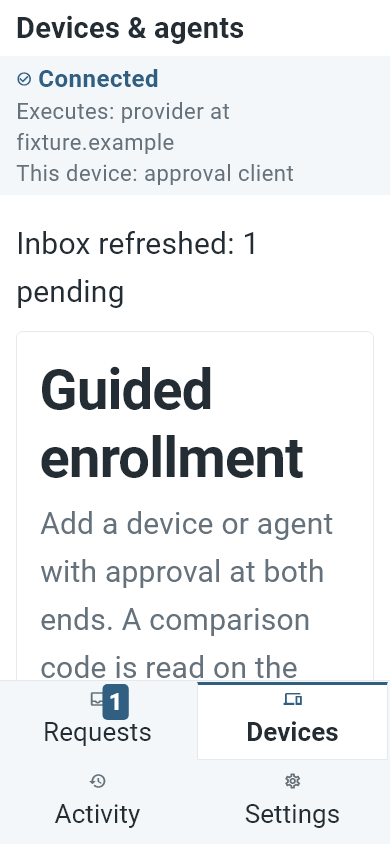 Devices & agents
Connected
Executes: provider at
fixture.example
This device: approval client
Inbox refreshed: 1
pending
Guided
enrollment
Add a device or agent
with approval at both
ends. A comparison
code is read on the
1
Requests
Devices
Activity
Settings